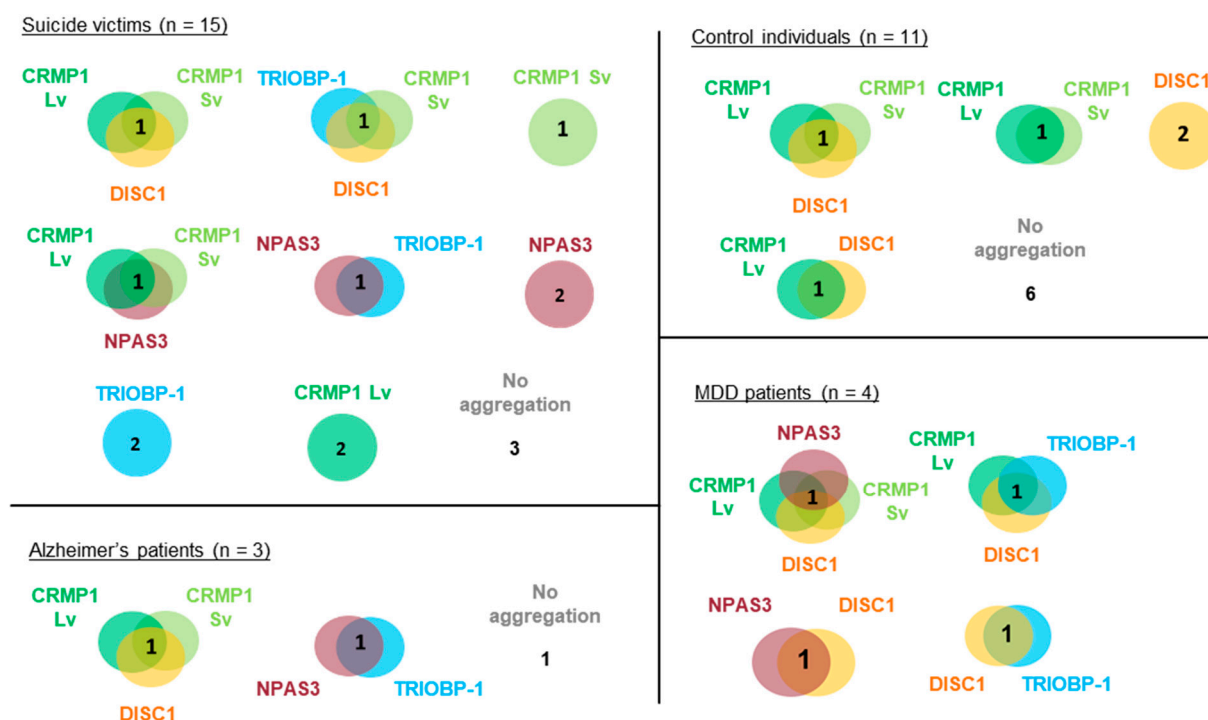 Suicide victims (n = 15)
CRMP1
Lv
CRMP1
Sv
1
DISC1
TRIOBP-1
CRMP1
Sv
1
DISC1
CRMP1 Sv
1
CRMP1
Lv
CRMP1
Sv
1
NPAS3
NPAS3
TRIOBP-1
1
NPAS3
2
TRIOBP-1
2
CRMP1 Lv
2
No
aggregation
3
Control individuals (n = 11)
CRMP1
Lv
CRMP1
Sv
1
DISC1
CRMP1
Lv
CRMP1
Sv
1
DISC1
2
CRMP1
Lv
DISC1
1
No
aggregation
6
Alzheimer's patients (n = 3)
CRMP1
Lv
CRMP1
Sv
1
DISC1
1
NPAS3
TRIOBP-1
No
aggregation
1
MDD patients (n = 4)
NPAS3
CRMP1
Lv
1
CRMP1
Sv
DISC1
CRMP1
Lv
TRIOBP-1
1
DISC1
NPAS3
DISC1
1
1
DISC1
TRIOBP-1